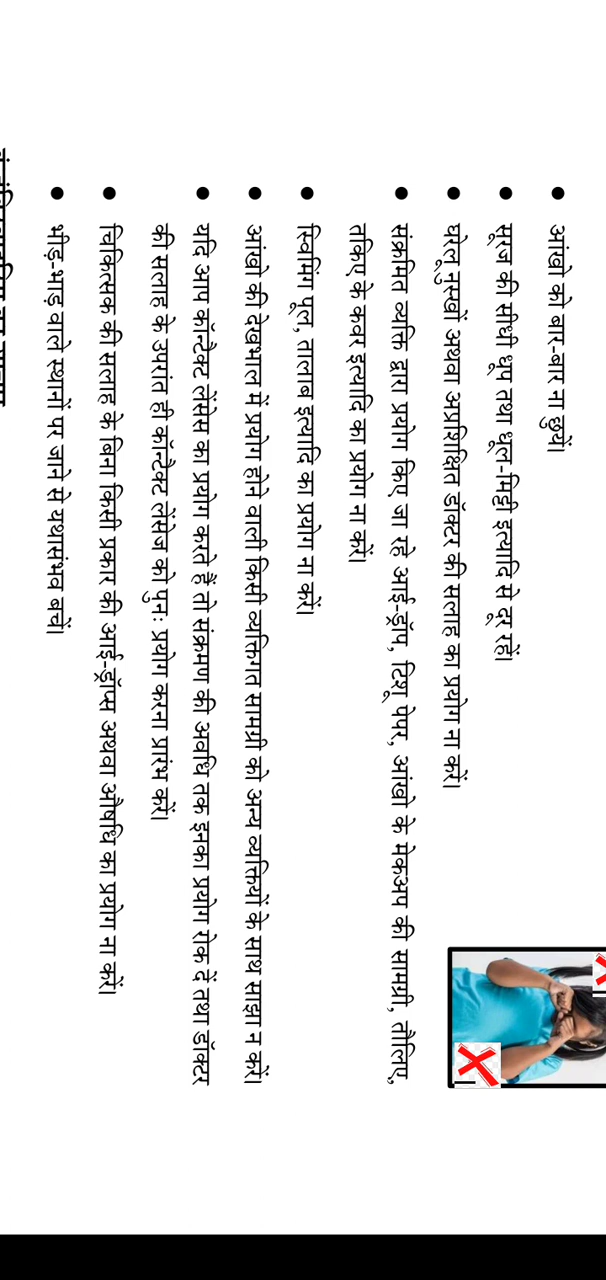 आंखो को बार-बार ना छुयें।
सूरज की सीधी धूप तथा धूल-मिट्टी इत्यादि से दूर रहें।
घरेलू नुस्खों अथवा अप्रशिक्षित डॉक्टर की सलाह का प्रयोग ना करें।
संक्रमित व्यक्ति द्वारा प्रयोग किए जा रहे आई-ड्रॉप, टिशू पेपर, आंखो के मेकअप की सामग्री, तौलिए,
तकिए के कवर इत्यादि का प्रयोग ना करें।
स्विमिंग पूल, तालाब इत्यादि का प्रयोग ना करें।
आंखो की देखभाल में प्रयोग होने वाली किसी व्यक्तिगत सामग्री को अन्य व्यक्तियों के साथ साझा न करें।
यदि आप कॉन्टैक्ट लेंसेस का प्रयोग करते हैं तो संक्रमण की अवधि तक इनका प्रयोग रोक दें तथा डॉक्टर
की सलाह के उपरांत ही कॉन्टैक्ट लेंसेज को पुनः प्रयोग करना प्रारंभ करें।
चिकित्सक की सलाह के बिना किसी प्रकार की आई-ड्रॉप्स अथवा औषधि का प्रयोग ना करें।
भीड़-भाड़ वाले स्थानों पर जाने से यथासंभव बचें।